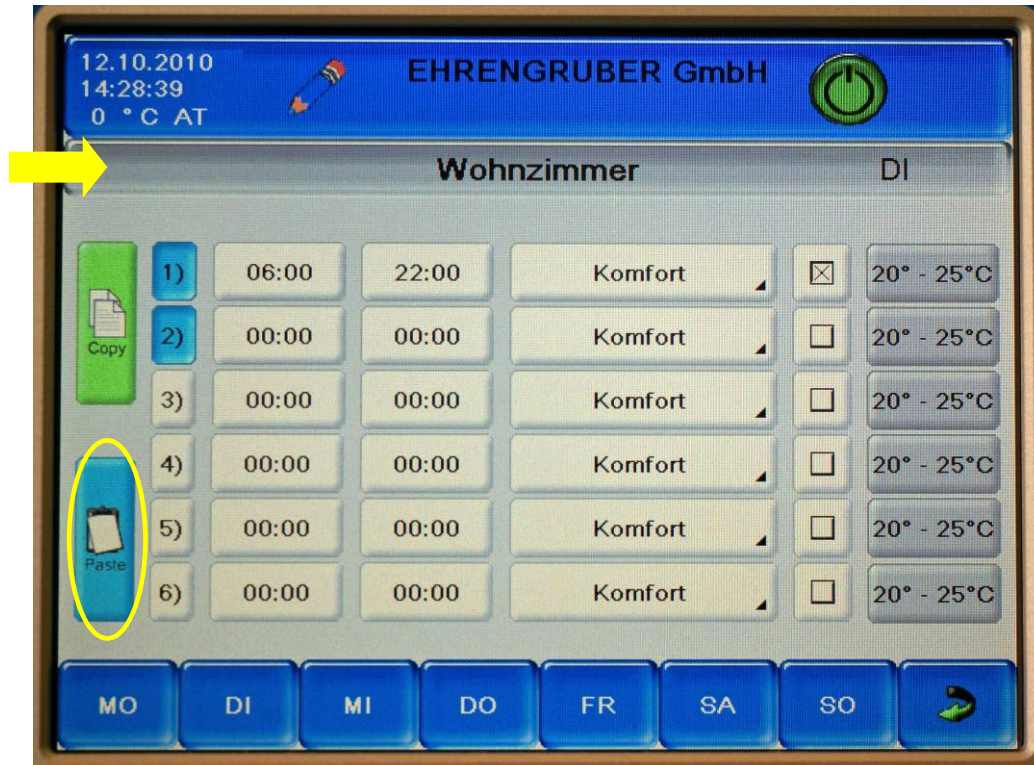 12.10.2010
14:28:39
0 °C AT
EHRENGRUBER GmbH
Wohnzimmer DI
Copy
1) 06:00 22:00 Komfort 20° - 25°C
2) 00:00 00:00 Komfort 20° - 25°C
3) 00:00 00:00 Komfort 20° - 25°C
4) 00:00 00:00 Komfort 20° - 25°C
Paste
5) 00:00 00:00 Komfort 20° - 25°C
6) 00:00 00:00 Komfort 20° - 25°C
MO DI MI DO FR SA SO